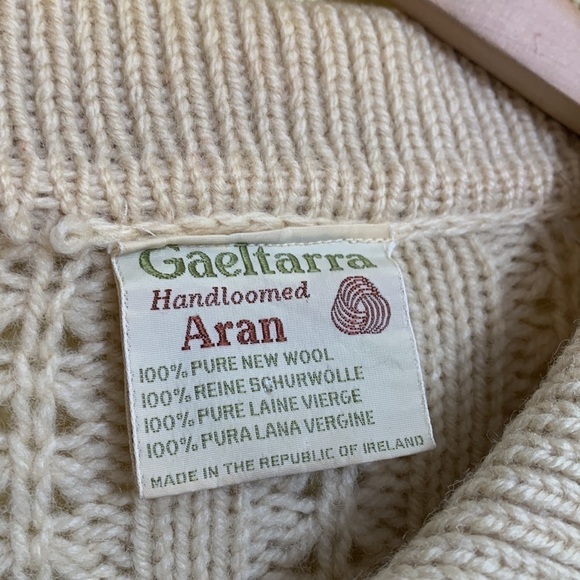 Gaeltarra
Handloomed
Aran
100% PURE NEW WOOL
100% REINE SCHURWOLLE
100% PURE LAINE VIERGE
100% PURA LANA VERGINE
MADE IN THE REPUBLIC OF IRELAND